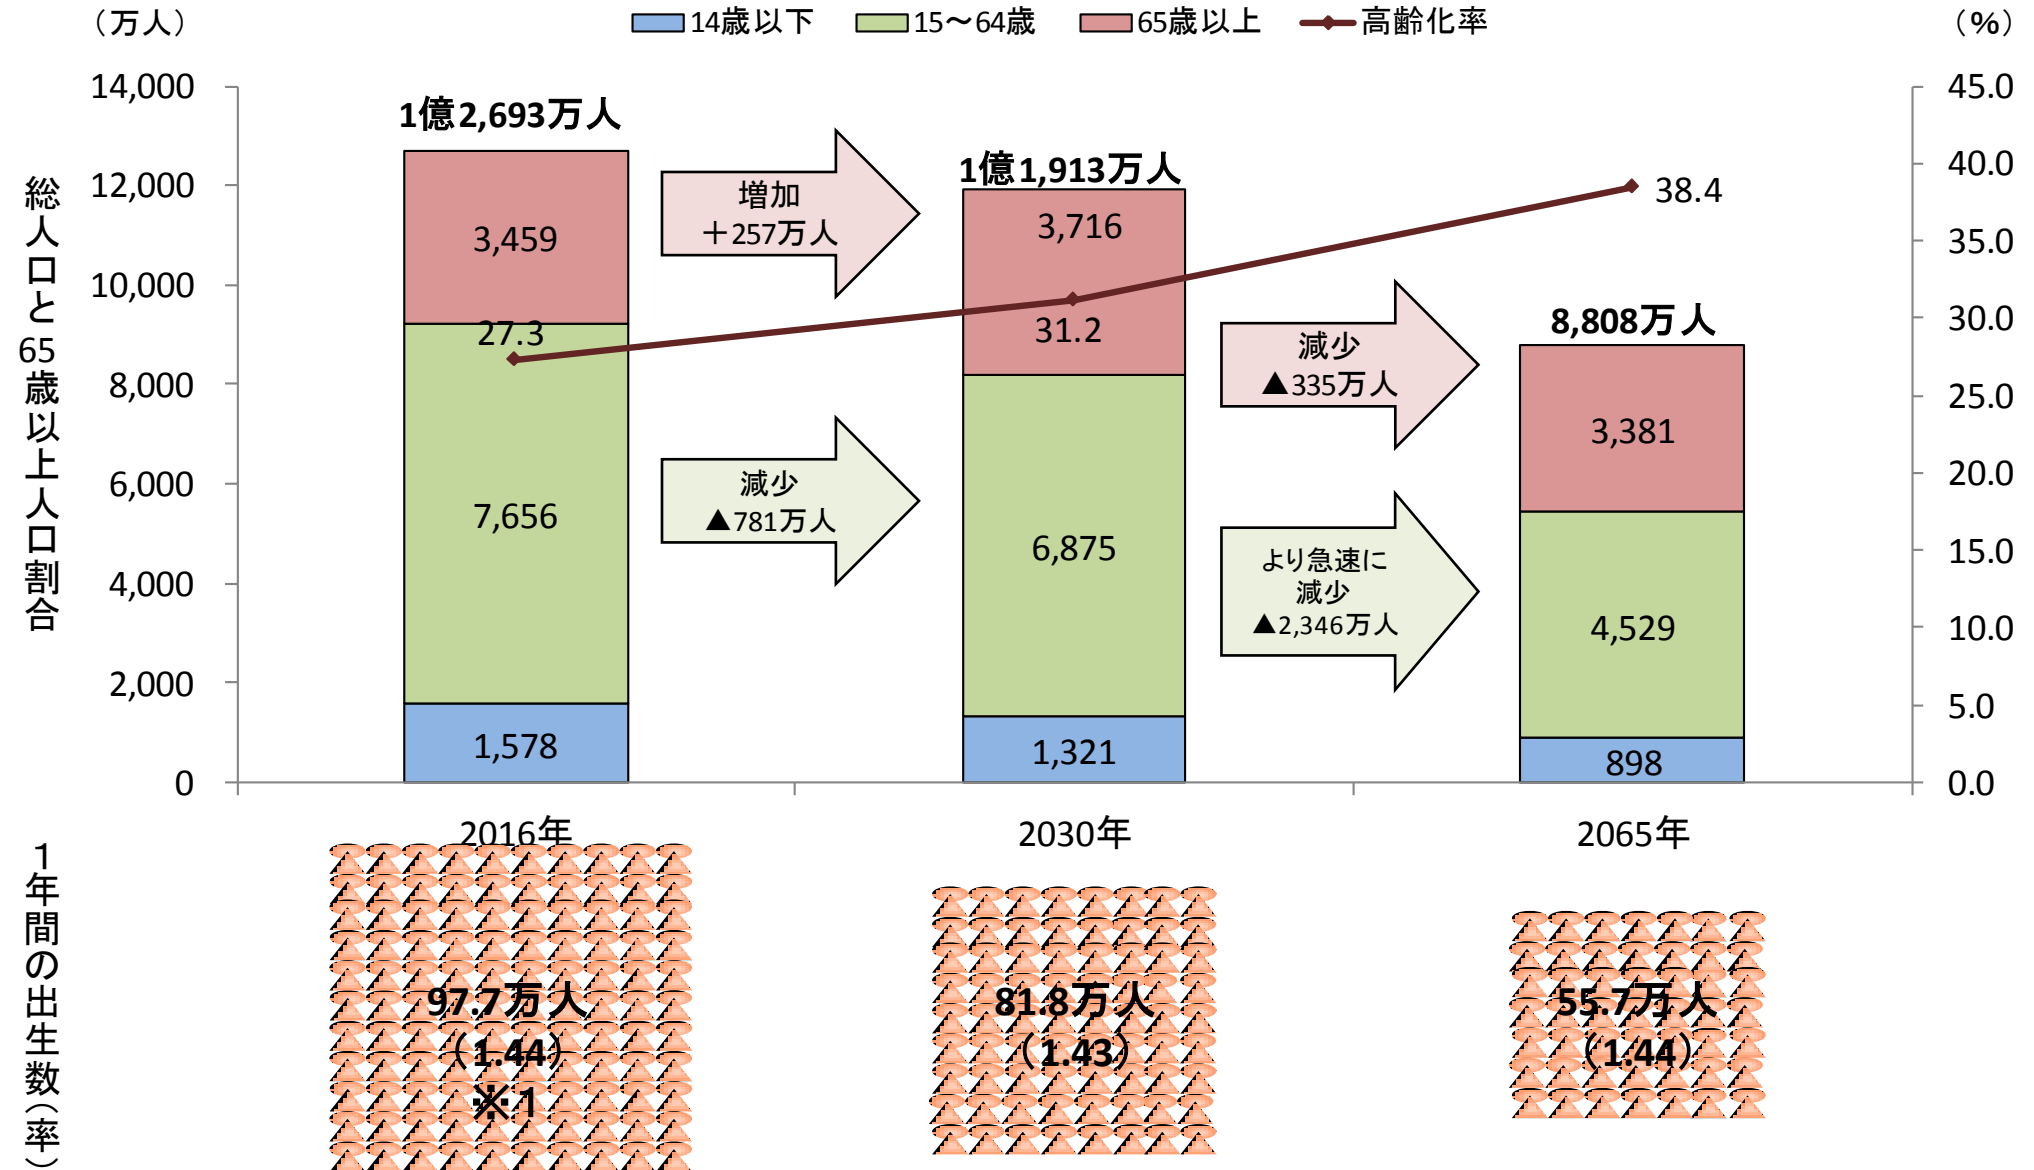 （万人）
14歳以下 15～64歳 65歳以上 高齢化率
（%）
14,000
12,000
10,000
8,000
6,000
4,000
2,000
0
総人口と65歳以上人口割合
45.0
40.0
35.0
30.0
25.0
20.0
15.0
10.0
5.0
0.0
1億2,693万人
3,459
27.3
7,656
1,578
増加
＋257万人
減少
▲781万人
1億1,913万人
3,716
31.2
6,875
1,321
減少
▲335万人
より急速に
減少
▲2,346万人
38.4
8,808万人
3,381
4,529
898
2016年 2030年 2065年
1年間の出生数（率）
97.7万人
（1.44）
※1
81.8万人
（1.43）
55.7万人
（1.44）